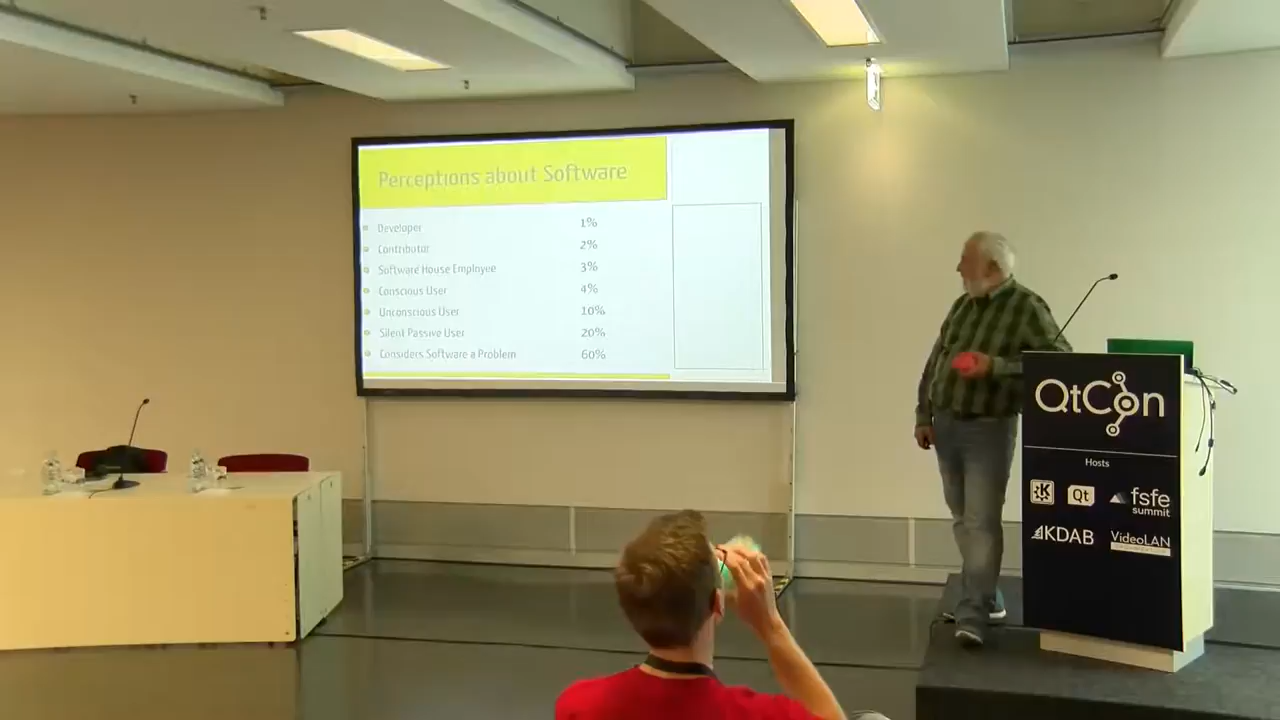 Perceptions about Software
Developer 1%
Contributor 2%
Software House Employee 3%
Conscious User 4%
Unconscious User 10%
Silent Passive User 20%
Considers Software a Problem 60%
QtCon
Hosts
Qt
fsfe
summit
KDAB
VideoLAN